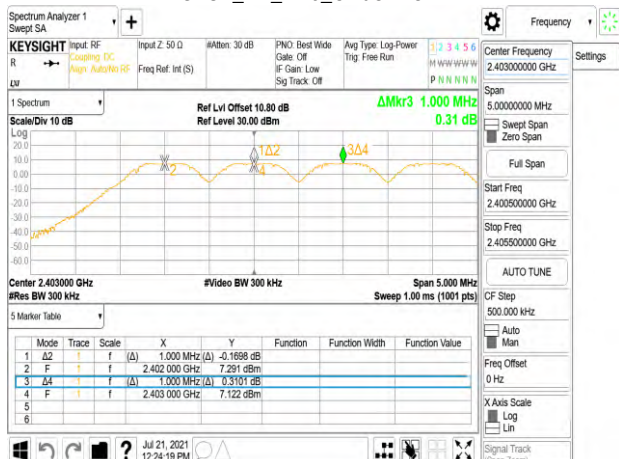 Spectrum Analyzer 1
Swept SA
+
Frequency
KEYSIGHT
R
Input: RF
Coupling: DC
Align: Auto/No RF
Input Z: 50 Ω
Freq Ref: Int (S)
#Atten: 30 dB
PNO: Best Wide
Gate: Off
IF Gain: Low
Sig Track: Off
Avg Type: Log-Power
Trig: Free Run
1 2 3 4 5 6
M W W W W W
P N N N N N
1 Spectrum
Scale/Div 10 dB
Ref Lvl Offset 10.80 dB
Ref Level 30.00 dBm
ΔMkr3 1.000 MHz
0.31 dB
Log
20.0
10.0
0.00
-10.0
-20.0
-30.0
-40.0
-50.0
-60.0
2
1Δ2
4
3Δ4
Center 2.403000 GHz
#Res BW 300 kHz
#Video BW 300 kHz
Span 5.000 MHz
Sweep 1.00 ms (1001 pts)
5 Marker Table
Mode Trace Scale X Y Function Function Width Function Value
1 Δ2 1 f (Δ) 1.000 MHz (Δ) -0.1698 dB
2 F 1 f 2.402 000 GHz 7.291 dBm
3 Δ4 1 f (Δ) 1.000 MHz (Δ) 0.3101 dB
4 F 1 f 2.403 000 GHz 7.122 dBm
5
6
?
Jul 21, 2021
12:24:19 PM
Center Frequency
2.403000000 GHz
Settings
Span
5.00000000 MHz
Swept Span
Zero Span
Full Span
Start Freq
2.400500000 GHz
Stop Freq
2.405500000 GHz
AUTO TUNE
CF Step
500.000 kHz
Auto
Man
Freq Offset
0 Hz
X Axis Scale
Log
Lin
Signal Track